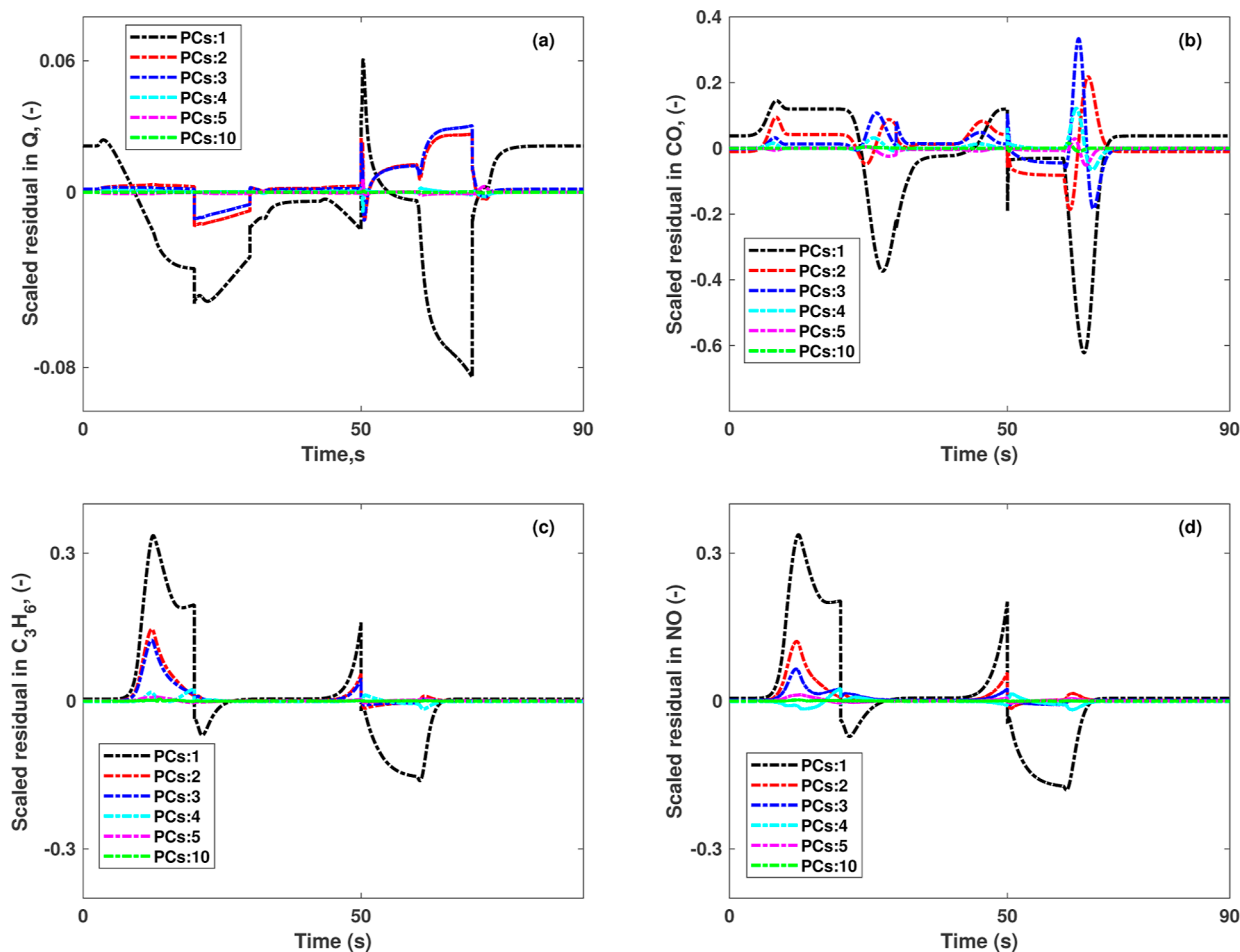 (a)
PCs:1
PCs:2
PCs:3
PCs:4
PCs:5
PCs:10
Scaled residual in Q, (-)
0.06
0
-0.08
0
50
90
Time,s
(b)
PCs:1
PCs:2
PCs:3
PCs:4
PCs:5
PCs:10
Scaled residual in CO, (-)
0.4
0.2
0
-0.2
-0.4
-0.6
0
50
90
Time (s)
(c)
PCs:1
PCs:2
PCs:3
PCs:4
PCs:5
PCs:10
Scaled residual in C3H6, (-)
0.3
0
-0.3
0
50
Time (s)
(d)
PCs:1
PCs:2
PCs:3
PCs:4
PCs:5
PCs:10
Scaled residual in NO (-)
0.3
0
-0.3
0
50
90
Time (s)